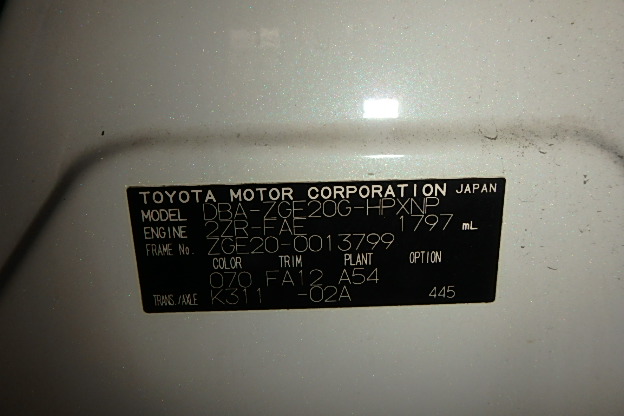 TOYOTA MOTOR CORPORATION JAPAN
MODEL DBA-ZGE20G-HPXNP
ENGINE 2ZR-FAE 1797 mL
FRAME No. ZGE20-0013799
COLOR TRIM PLANT OPTION
070 FA12 A54
TRANS./AXLE K311 -02A 445